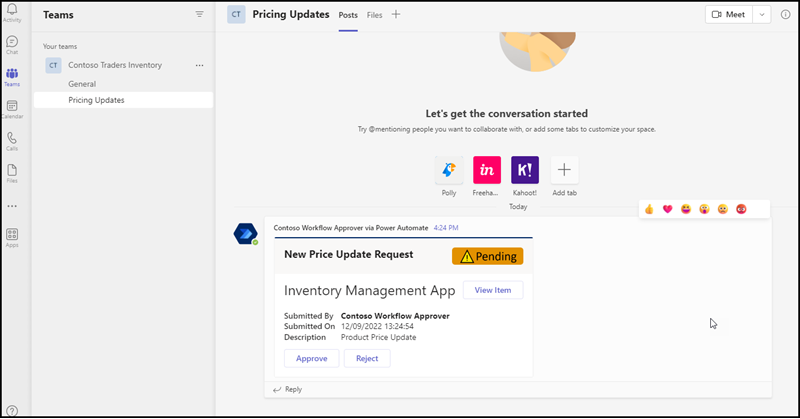 Activity
Chat
Teams
Calendar
Calls
Files
Apps
Teams
Your teams
CT Contoso Traders Inventory
General
Pricing Updates
CT Pricing Updates Posts Files Meet
Let's get the conversation started
Try @mentioning people you want to collaborate with, or add some tabs to customize your space.
in K!
Polly Freeha... Kahoot! Add tab
Today
Contoso Workflow Approver via Power Automate 4:24 PM
New Price Update Request Pending
Inventory Management App View Item
Submitted By Contoso Workflow Approver
Submitted On 12/09/2022 13:24:54
Description Product Price Update
Approve Reject
Reply